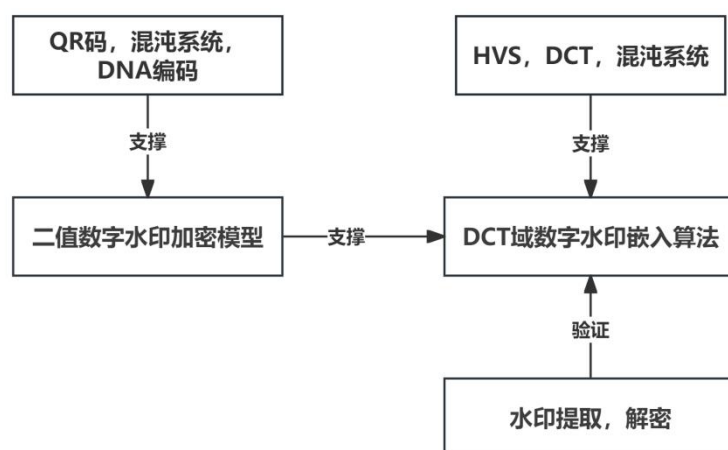 QR码，混沌系统，
DNA编码
HVS，DCT，混沌系统
支撑
支撑
二值数字水印加密模型
支撑
DCT域数字水印嵌入算法
验证
水印提取，解密